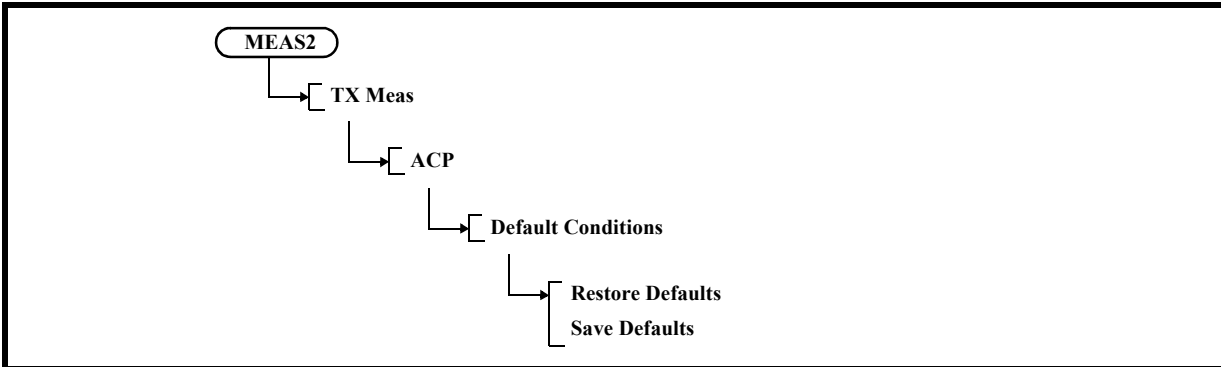 MEAS2
TX Meas
ACP
Default Conditions
Restore Defaults
Save Defaults